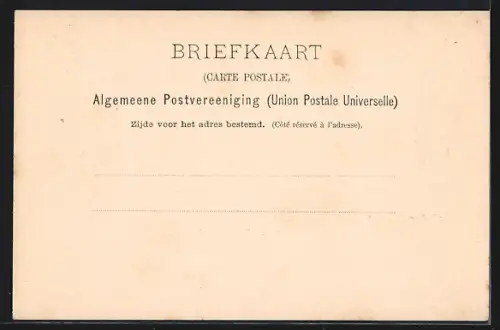 BRIEFKAART
(CARTE POSTALE)
Algemeene Postvereeniging (Union Postale Universelle)
Zijde voor het adres bestemd. (Côté réservé à l'adresse).